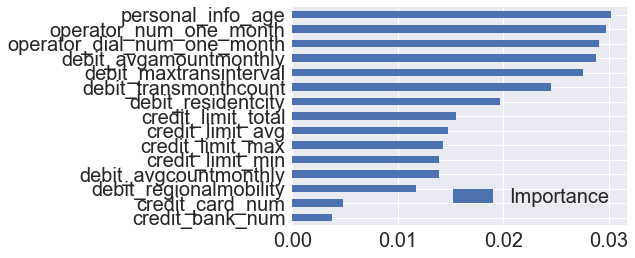 personal_info_age
operator_num_one_month
operator_dial_num_one_month
debit_avgamountmonthly
debit_maxtransinterval
debit_transmonthcount
debit_residentcity
credit_limit_total
credit_limit_avg
credit_limit_max
credit_limit_min
debit_avgcountmonthly
debit_regionalmobility
credit_card_num
credit_bank_num
Importance
0.00 0.01 0.02 0.03